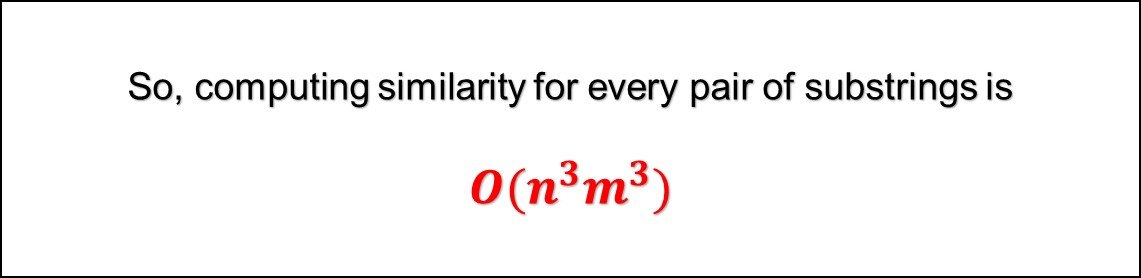 So, computing similarity for every pair of substrings is
O(n³m³)